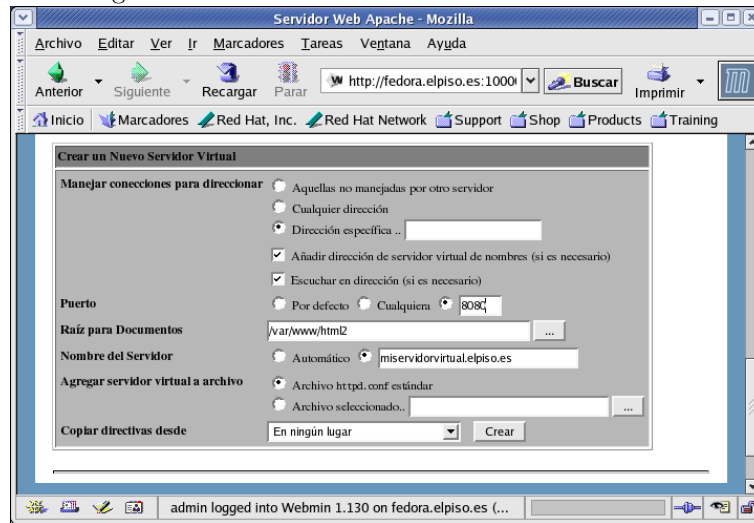 Servidor Web Apache - Mozilla
Archivo Editar Ver Ir Marcadores Tareas Ventana Ayuda
Anterior Siguiente Recargar Parar http://fedora.elpiso.es:1000 Buscar Imprimir
Inicio Marcadores Red Hat, Inc. Red Hat Network Support Shop Products Training
Crear un Nuevo Servidor Virtual
Manejar conecciones para direccionar Aquellas no manejadas por otro servidor
Cualquier dirección
Dirección específica ..
Añadir dirección de servidor virtual de nombres (si es necesario)
Escuchar en dirección (si es necesario)
Puerto Por defecto Cualquiera 8080
Raíz para Documentos /var/www/html2 ...
Nombre del Servidor Automático miservidorvirtual.elpiso.es
Agregar servidor virtual a archivo Archivo httpd.conf estándar
Archivo seleccionado.. ...
Copiar directivas desde En ningún lugar Crear
admin logged into Webmin 1.130 on fedora.elpiso.es (...